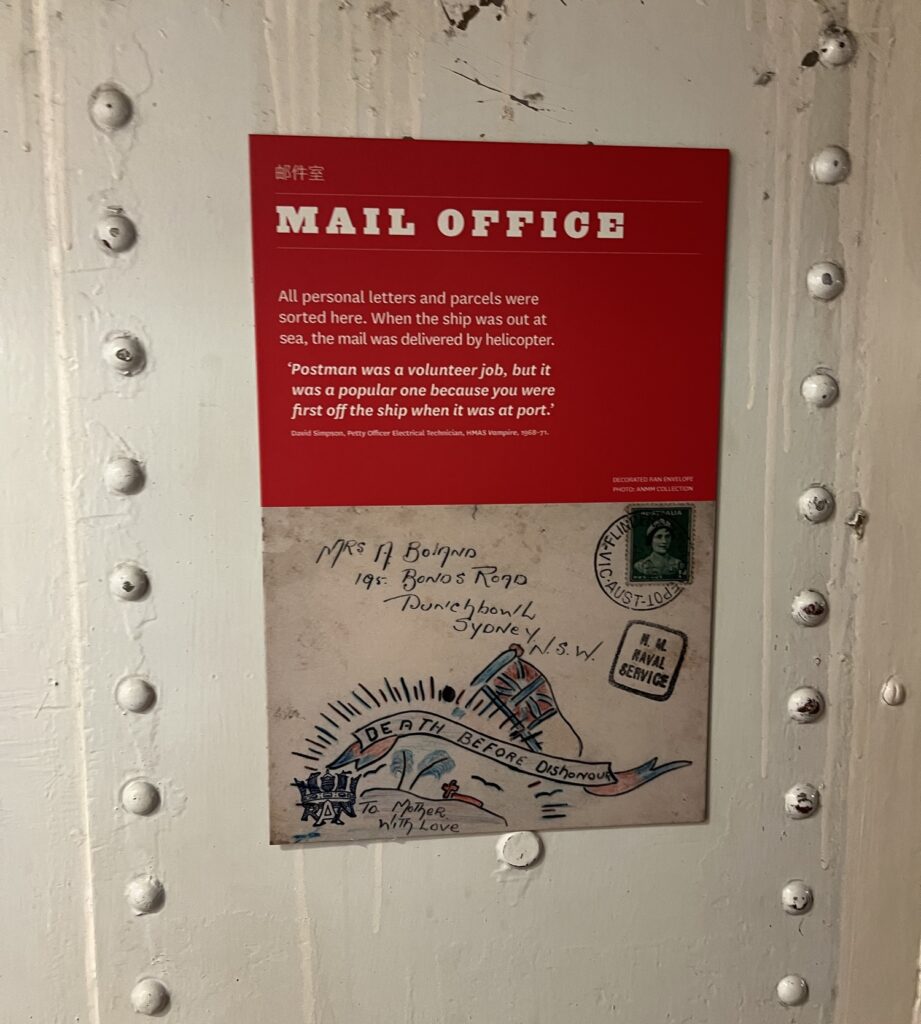 邮件室
MAIL OFFICE
All personal letters and parcels were
sorted here. When the ship was out at
sea, the mail was delivered by helicopter.
‘Postman was a volunteer job, but it
was a popular one because you were
first off the ship when it was at port.’
David Simpson, Petty Officer Electrical Technician, HMAS Vampire, 1968–71.
DECORATED RAN ENVELOPE
PHOTO: ANMM COLLECTION
MRS A BOLAND
195. BONDS ROAD
PUNCHBOWL
SYDNEY.
N.S.W.
AUSTRALIA
VIC-AUST
H. M.
NAVAL
SERVICE
DEATH BEFORE DISHONOUR
RAN
TO MOTHER
WITH LOVE